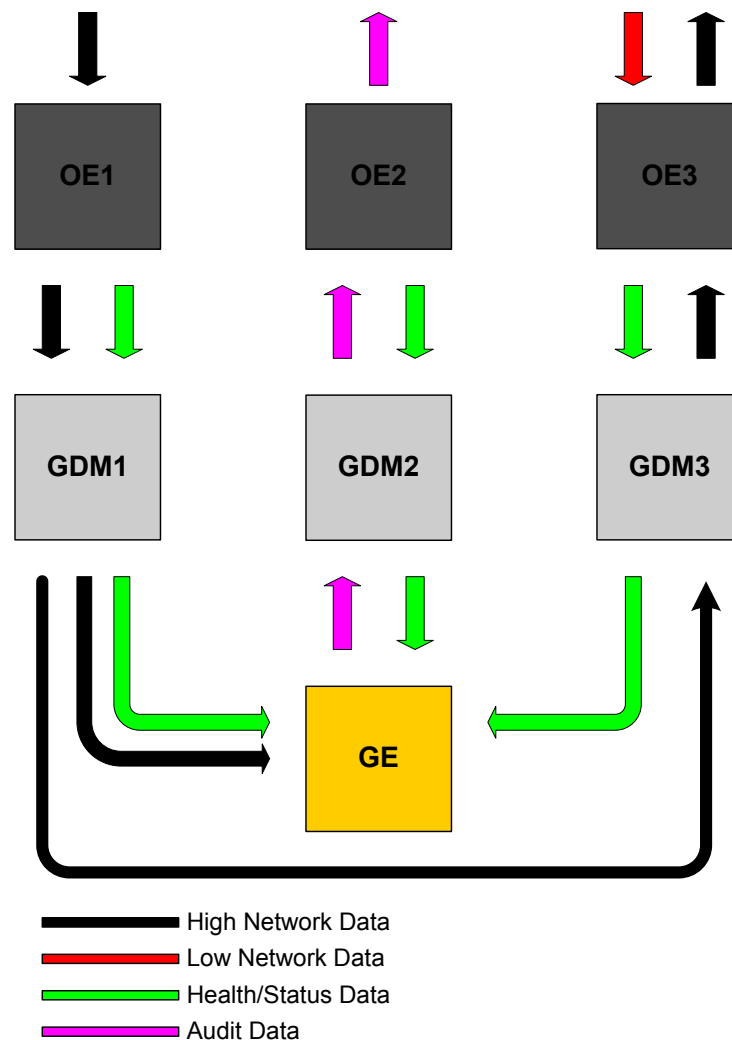 OE1
OE2
OE3
GDM1
GDM2
GDM3
GE
High Network Data
Low Network Data
Health/Status Data
Audit Data